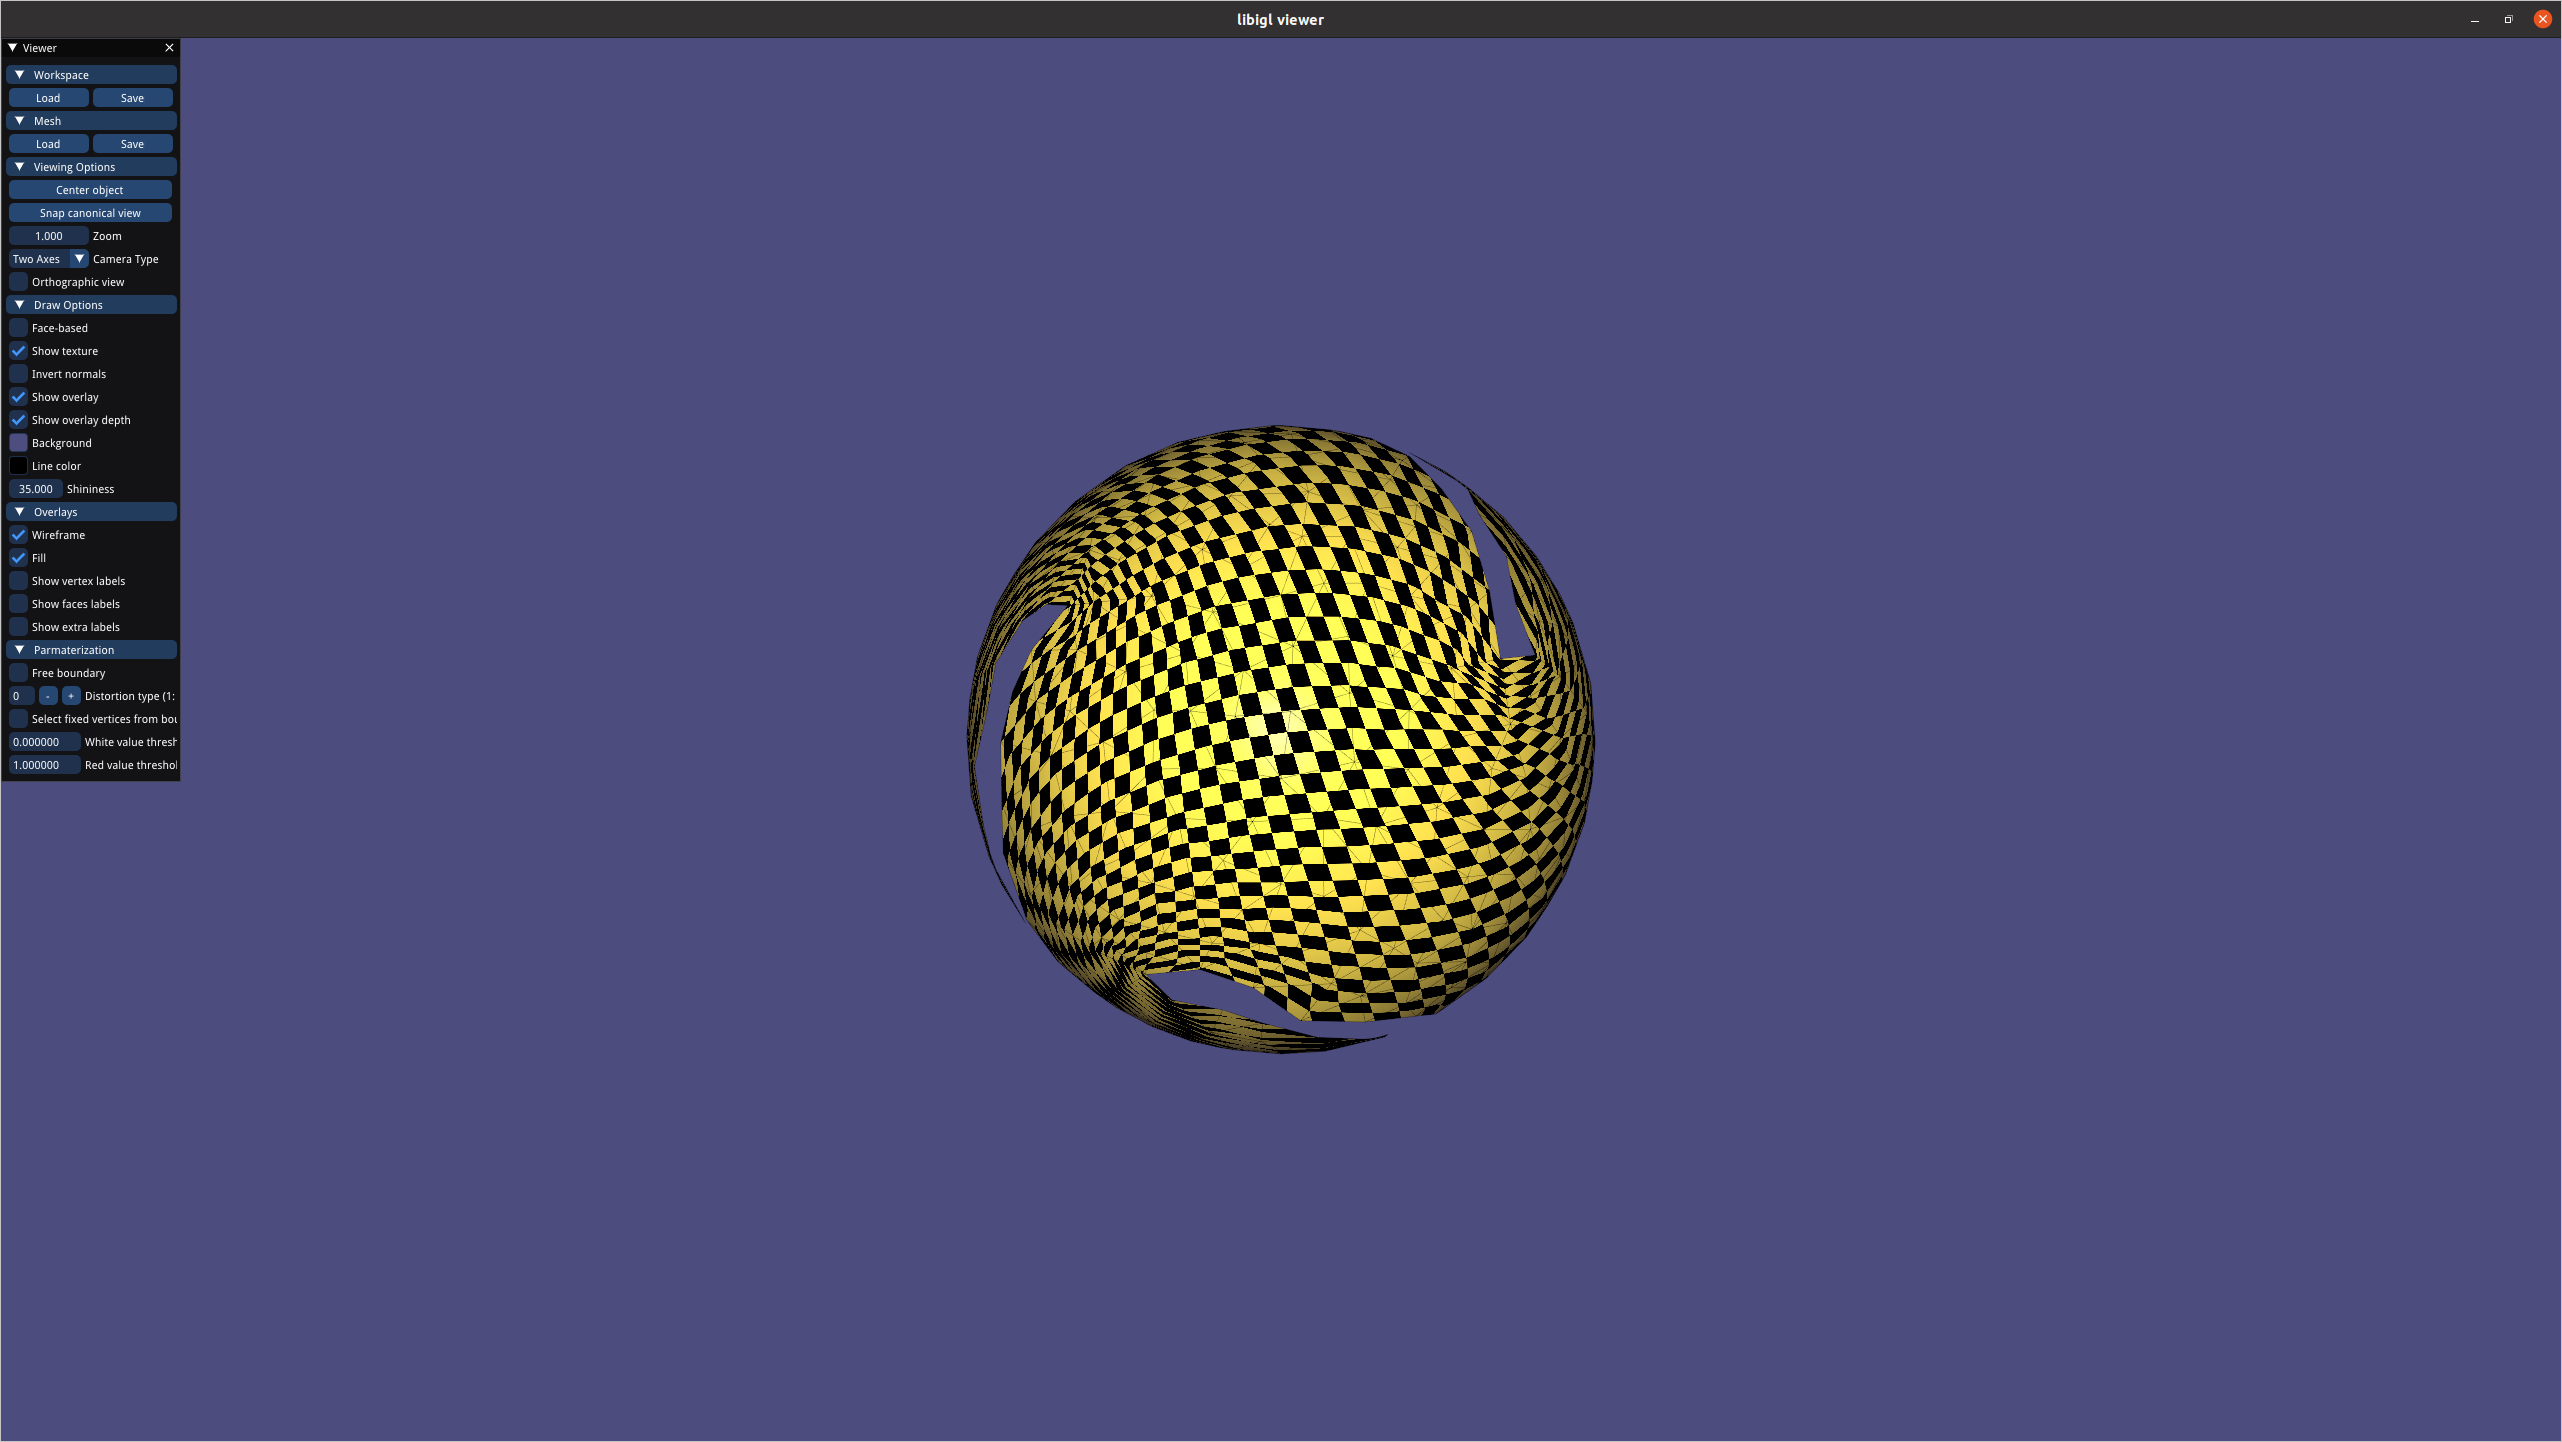 libigl viewer
Viewer
Workspace
Load Save
Mesh
Load Save
Viewing Options
Center object
Snap canonical view
1.000 Zoom
Two Axes Camera Type
Orthographic view
Draw Options
Face-based
Show texture
Invert normals
Show overlay
Show overlay depth
Background
Line color
35.000 Shininess
Overlays
Wireframe
Fill
Show vertex labels
Show faces labels
Show extra labels
Parmaterization
Free boundary
0 - + Distortion type (1:
Select fixed vertices from bou
0.000000 White value thresh
1.000000 Red value threshol